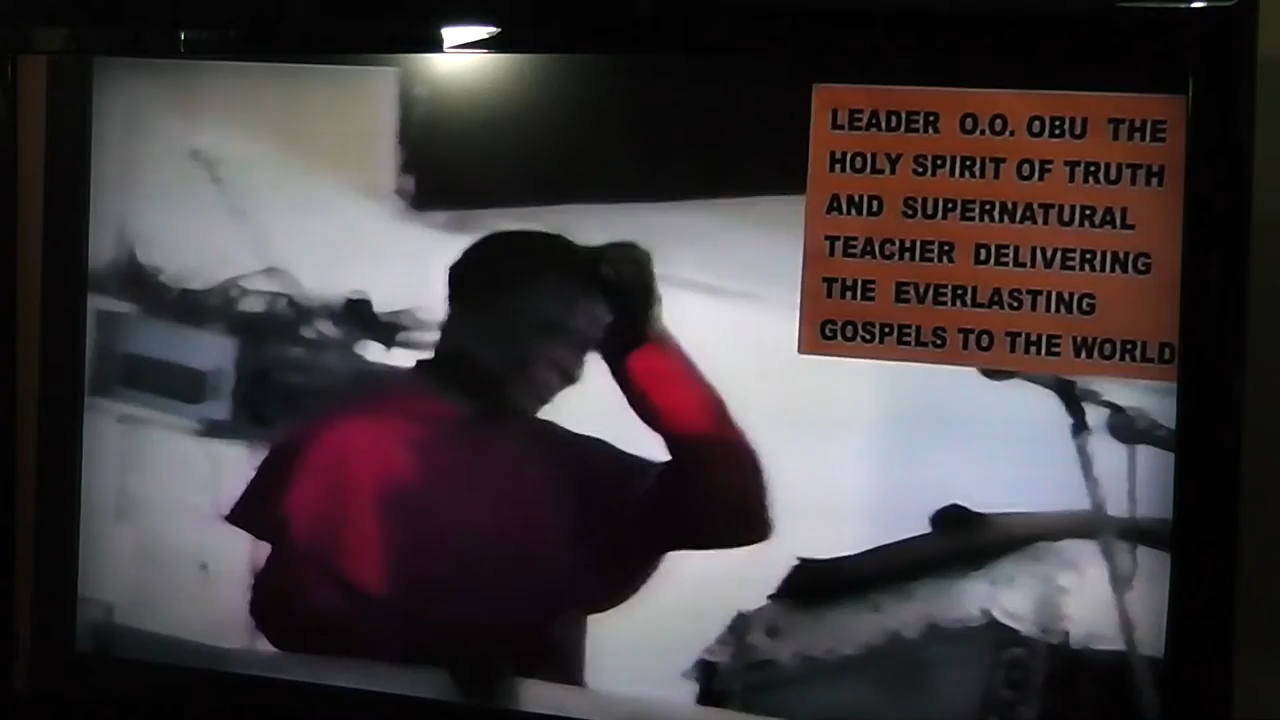 LEADER O.O. OBU THE
HOLY SPIRIT OF TRUTH
AND SUPERNATURAL
TEACHER DELIVERING
THE EVERLASTING
GOSPELS TO THE WORLD